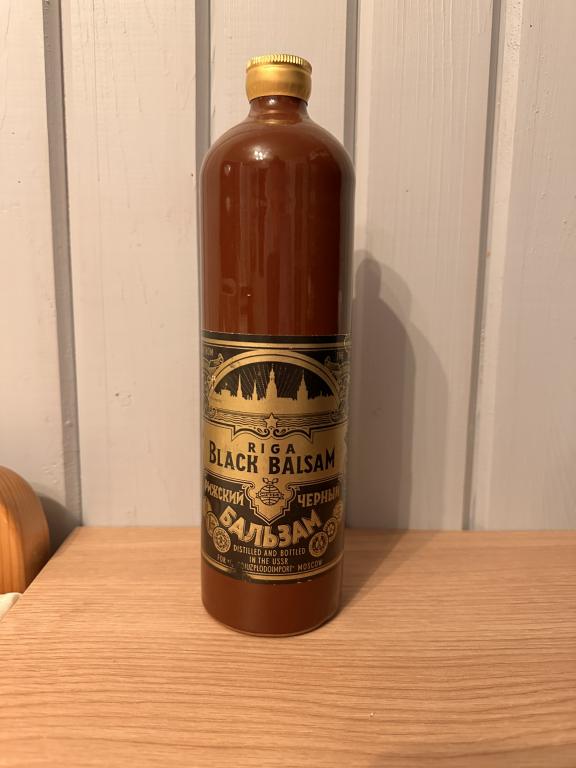 RIGA
BLACK BALSAM
РИЖСКИЙ ЧЕРНЫЙ
БАЛЬЗАМ
DISTILLED AND BOTTLED
IN THE USSR
MOSCOW